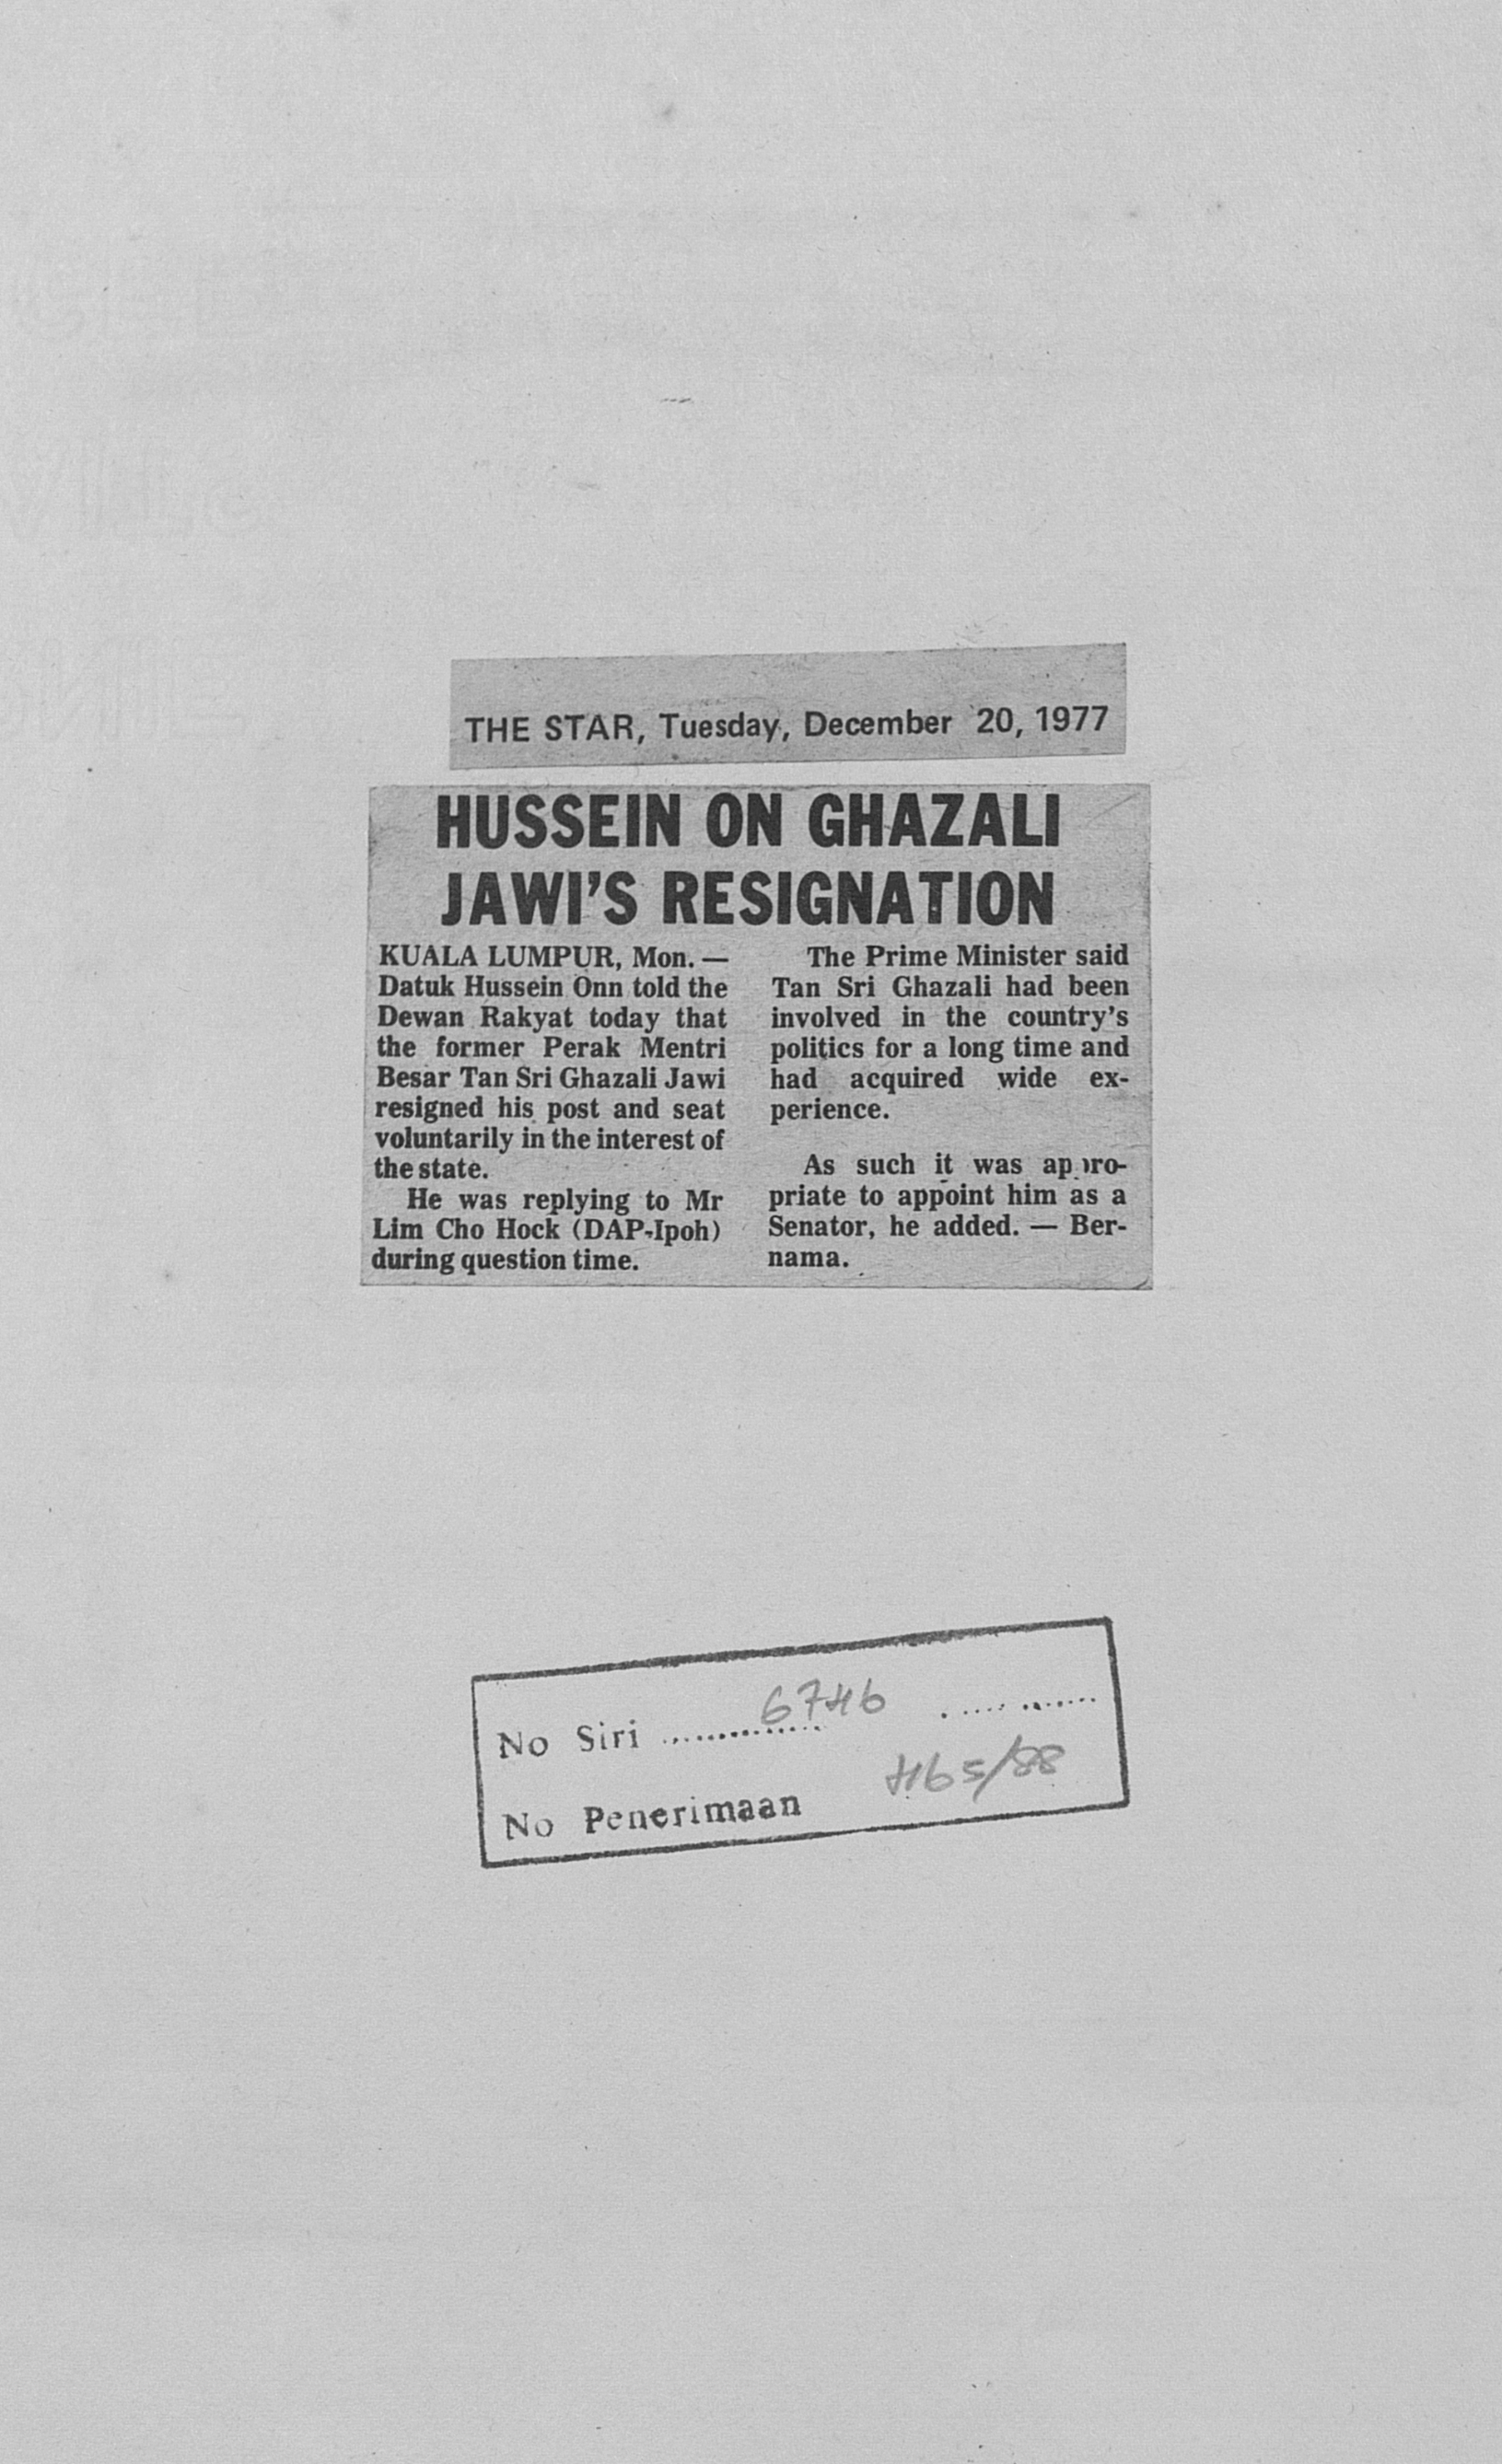 THE STAR, Tuesday, December 20, 1977
HUSSEIN ON GHAZALI
JAWI'S RESIGNATION
KUALA LUMPUR, Mon. —
Datuk Hussein Onn told the
Dewan Rakyat today that
the former Perak Mentri
Besar Tan Sri Ghazali Jawi
resigned his post and seat
voluntarily in the interest of
the state.
He was replying to Mr
Lim Cho Hock (DAP-Ipoh)
during question time.
The Prime Minister said
Tan Sri Ghazali had been
involved in the country's
politics for a long time and
had acquired wide ex-
perience.
As such it was appro-
priate to appoint him as a
Senator, he added. — Ber-
nama.
No Siri 6746
No Penerimaan 465/88